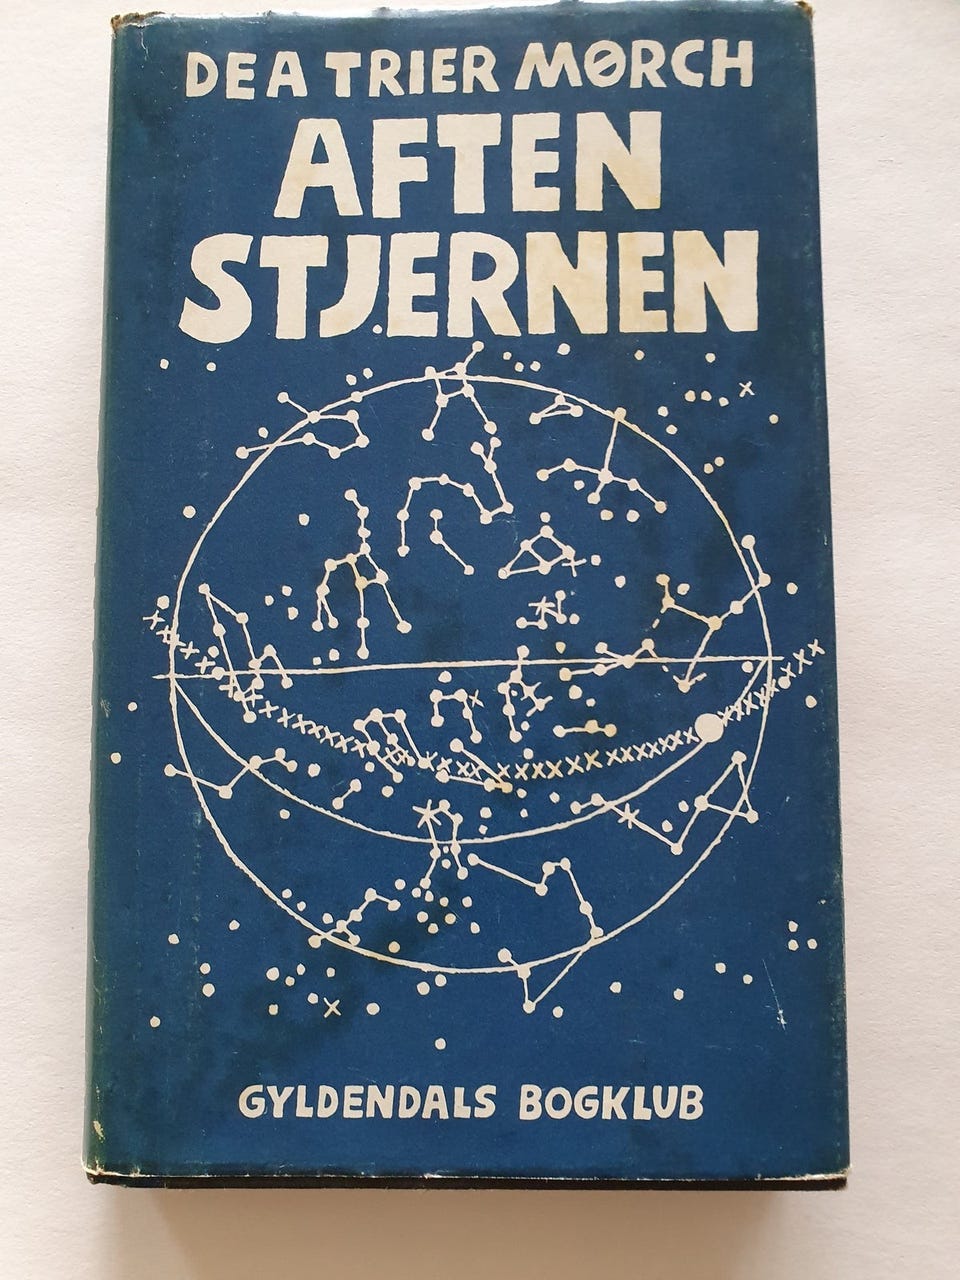 DEA TRIER MØRCH
AFTEN
STJERNEN
GYLDENDALS BOGKLUB